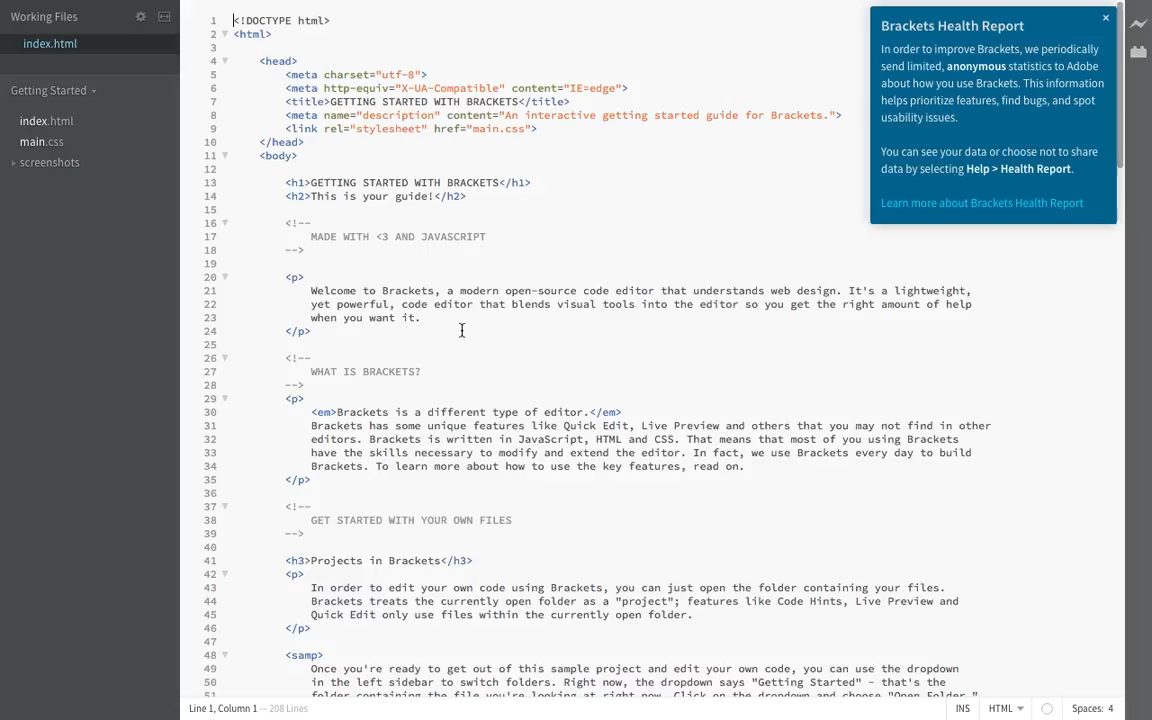 Working Files
index.html
Getting Started
index.html
main.css
screenshots
1 <!DOCTYPE html>
2 <html>
3
4 <head>
5 <meta charset="utf-8">
6 <meta http-equiv="X-UA-Compatible" content="IE=edge">
7 <title>GETTING STARTED WITH BRACKETS</title>
8 <meta name="description" content="An interactive getting started guide for Brackets.">
9 <link rel="stylesheet" href="main.css">
10 </head>
11 <body>
12
13 <h1>GETTING STARTED WITH BRACKETS</h1>
14 <h2>This is your guide!</h2>
15
16 <!--
17 MADE WITH <3 AND JAVASCRIPT
18 -->
19
20 <p>
21 Welcome to Brackets, a modern open-source code editor that understands web design. It's a lightweight,
22 yet powerful, code editor that blends visual tools into the editor so you get the right amount of help
23 when you want it.
24 </p>
25
26 <!--
27 WHAT IS BRACKETS?
28 -->
29 <p>
30 <em>Brackets is a different type of editor.</em>
31 Brackets has some unique features like Quick Edit, Live Preview and others that you may not find in other
32 editors. Brackets is written in JavaScript, HTML and CSS. That means that most of you using Brackets
33 have the skills necessary to modify and extend the editor. In fact, we use Brackets every day to build
34 Brackets. To learn more about how to use the key features, read on.
35 </p>
36
37 <!--
38 GET STARTED WITH YOUR OWN FILES
39 -->
40
41 <h3>Projects in Brackets</h3>
42 <p>
43 In order to edit your own code using Brackets, you can just open the folder containing your files.
44 Brackets treats the currently open folder as a "project"; features like Code Hints, Live Preview and
45 Quick Edit only use files within the currently open folder.
46 </p>
47
48 <samp>
49 Once you're ready to get out of this sample project and edit your own code, you can use the dropdown
50 in the left sidebar to switch folders. Right now, the dropdown says "Getting Started" - that's the
51 folder containing the file you're looking at right now. Click on the dropdown and choose "Open Folder…"
Brackets Health Report
×
In order to improve Brackets, we periodically
send limited, anonymous statistics to Adobe
about how you use Brackets. This information
helps prioritize features, find bugs, and spot
usability issues.
You can see your data or choose not to share
data by selecting Help > Health Report.
Learn more about Brackets Health Report
Line 1, Column 1 — 208 Lines
INS
HTML
Spaces: 4